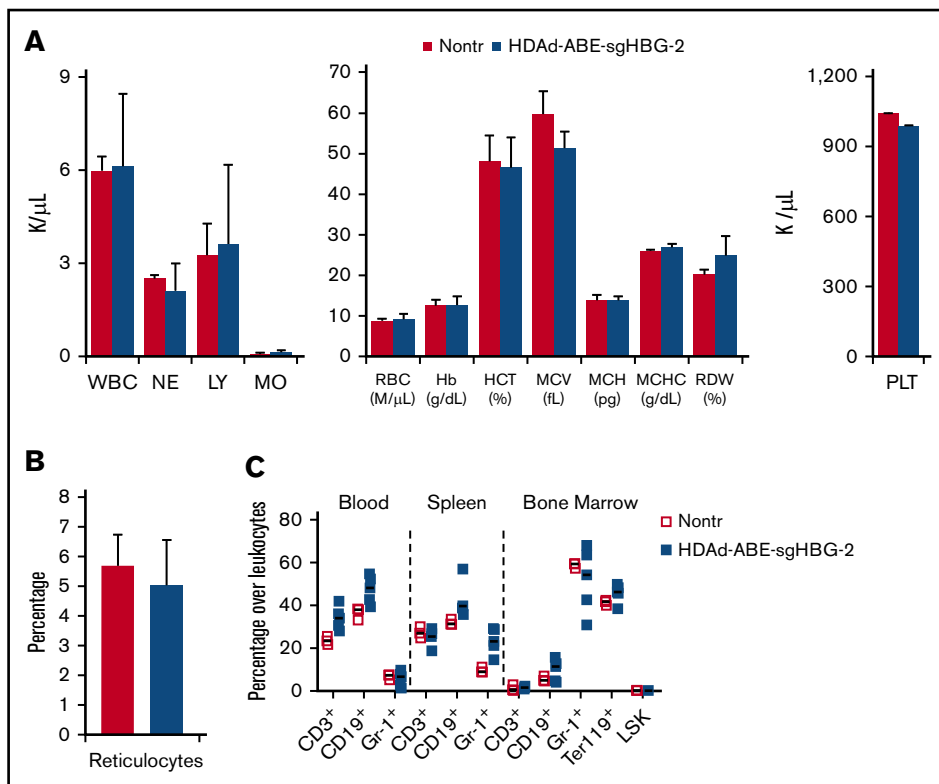 A
Nontr HDAd-ABE-sgHBG-2
K/μL
9
6
3
0
WBC NE LY MO
70
60
50
40
30
20
10
0
RBC Hb HCT MCV MCH MCHC RDW
(M/μL) (g/dL) (%) (fL) (pg) (g/dL) (%)
K /μL
1,200
900
600
300
0
PLT
B
Percentage
8
7
6
5
4
3
2
1
0
Reticulocytes
C
Blood Spleen Bone Marrow
Nontr
HDAd-ABE-sgHBG-2
Percentage over leukocytes
80
60
40
20
0
CD3+ CD19+ Gr-1+ CD3+ CD19+ Gr-1+ CD3+ CD19+ Gr-1+ Ter119+ LSK